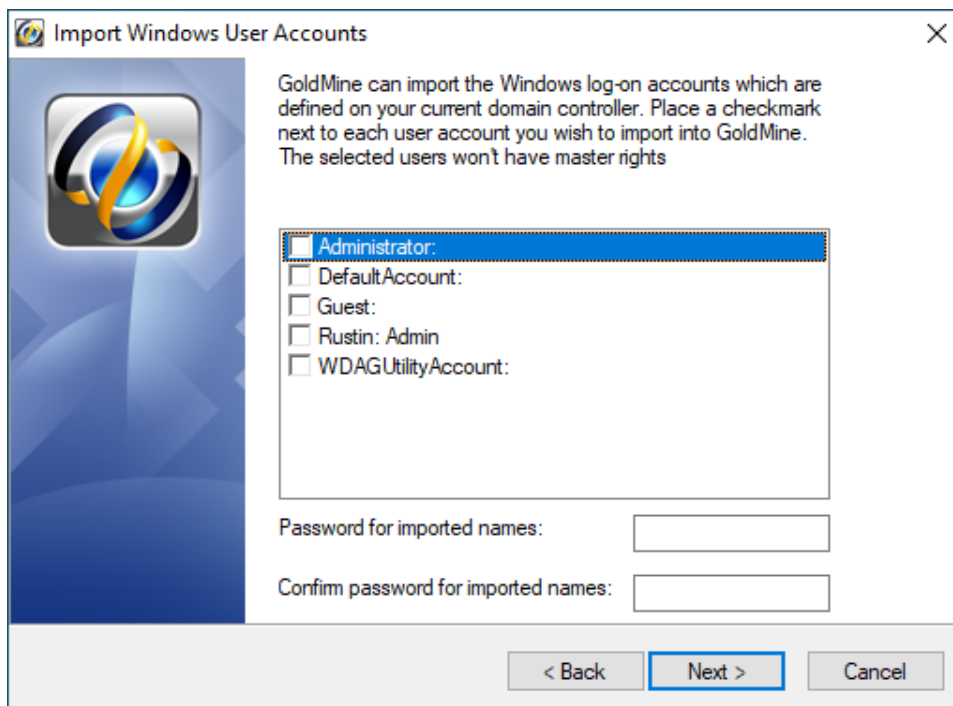 Import Windows User Accounts
GoldMine can import the Windows log-on accounts which are
defined on your current domain controller. Place a checkmark
next to each user account you wish to import into GoldMine.
The selected users won't have master rights
Administrator:
DefaultAccount:
Guest:
Rustin: Admin
WDAGUtilityAccount:
Password for imported names:
Confirm password for imported names:
< Back
Next >
Cancel